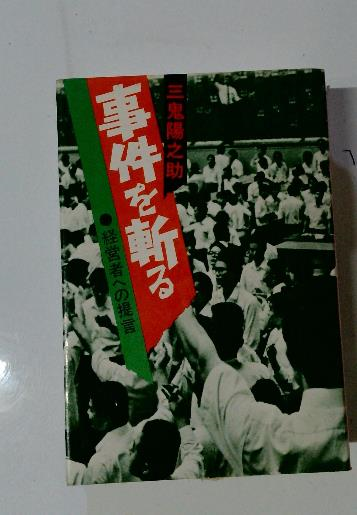 三鬼陽之助
事件を斬る
●経営者への提言